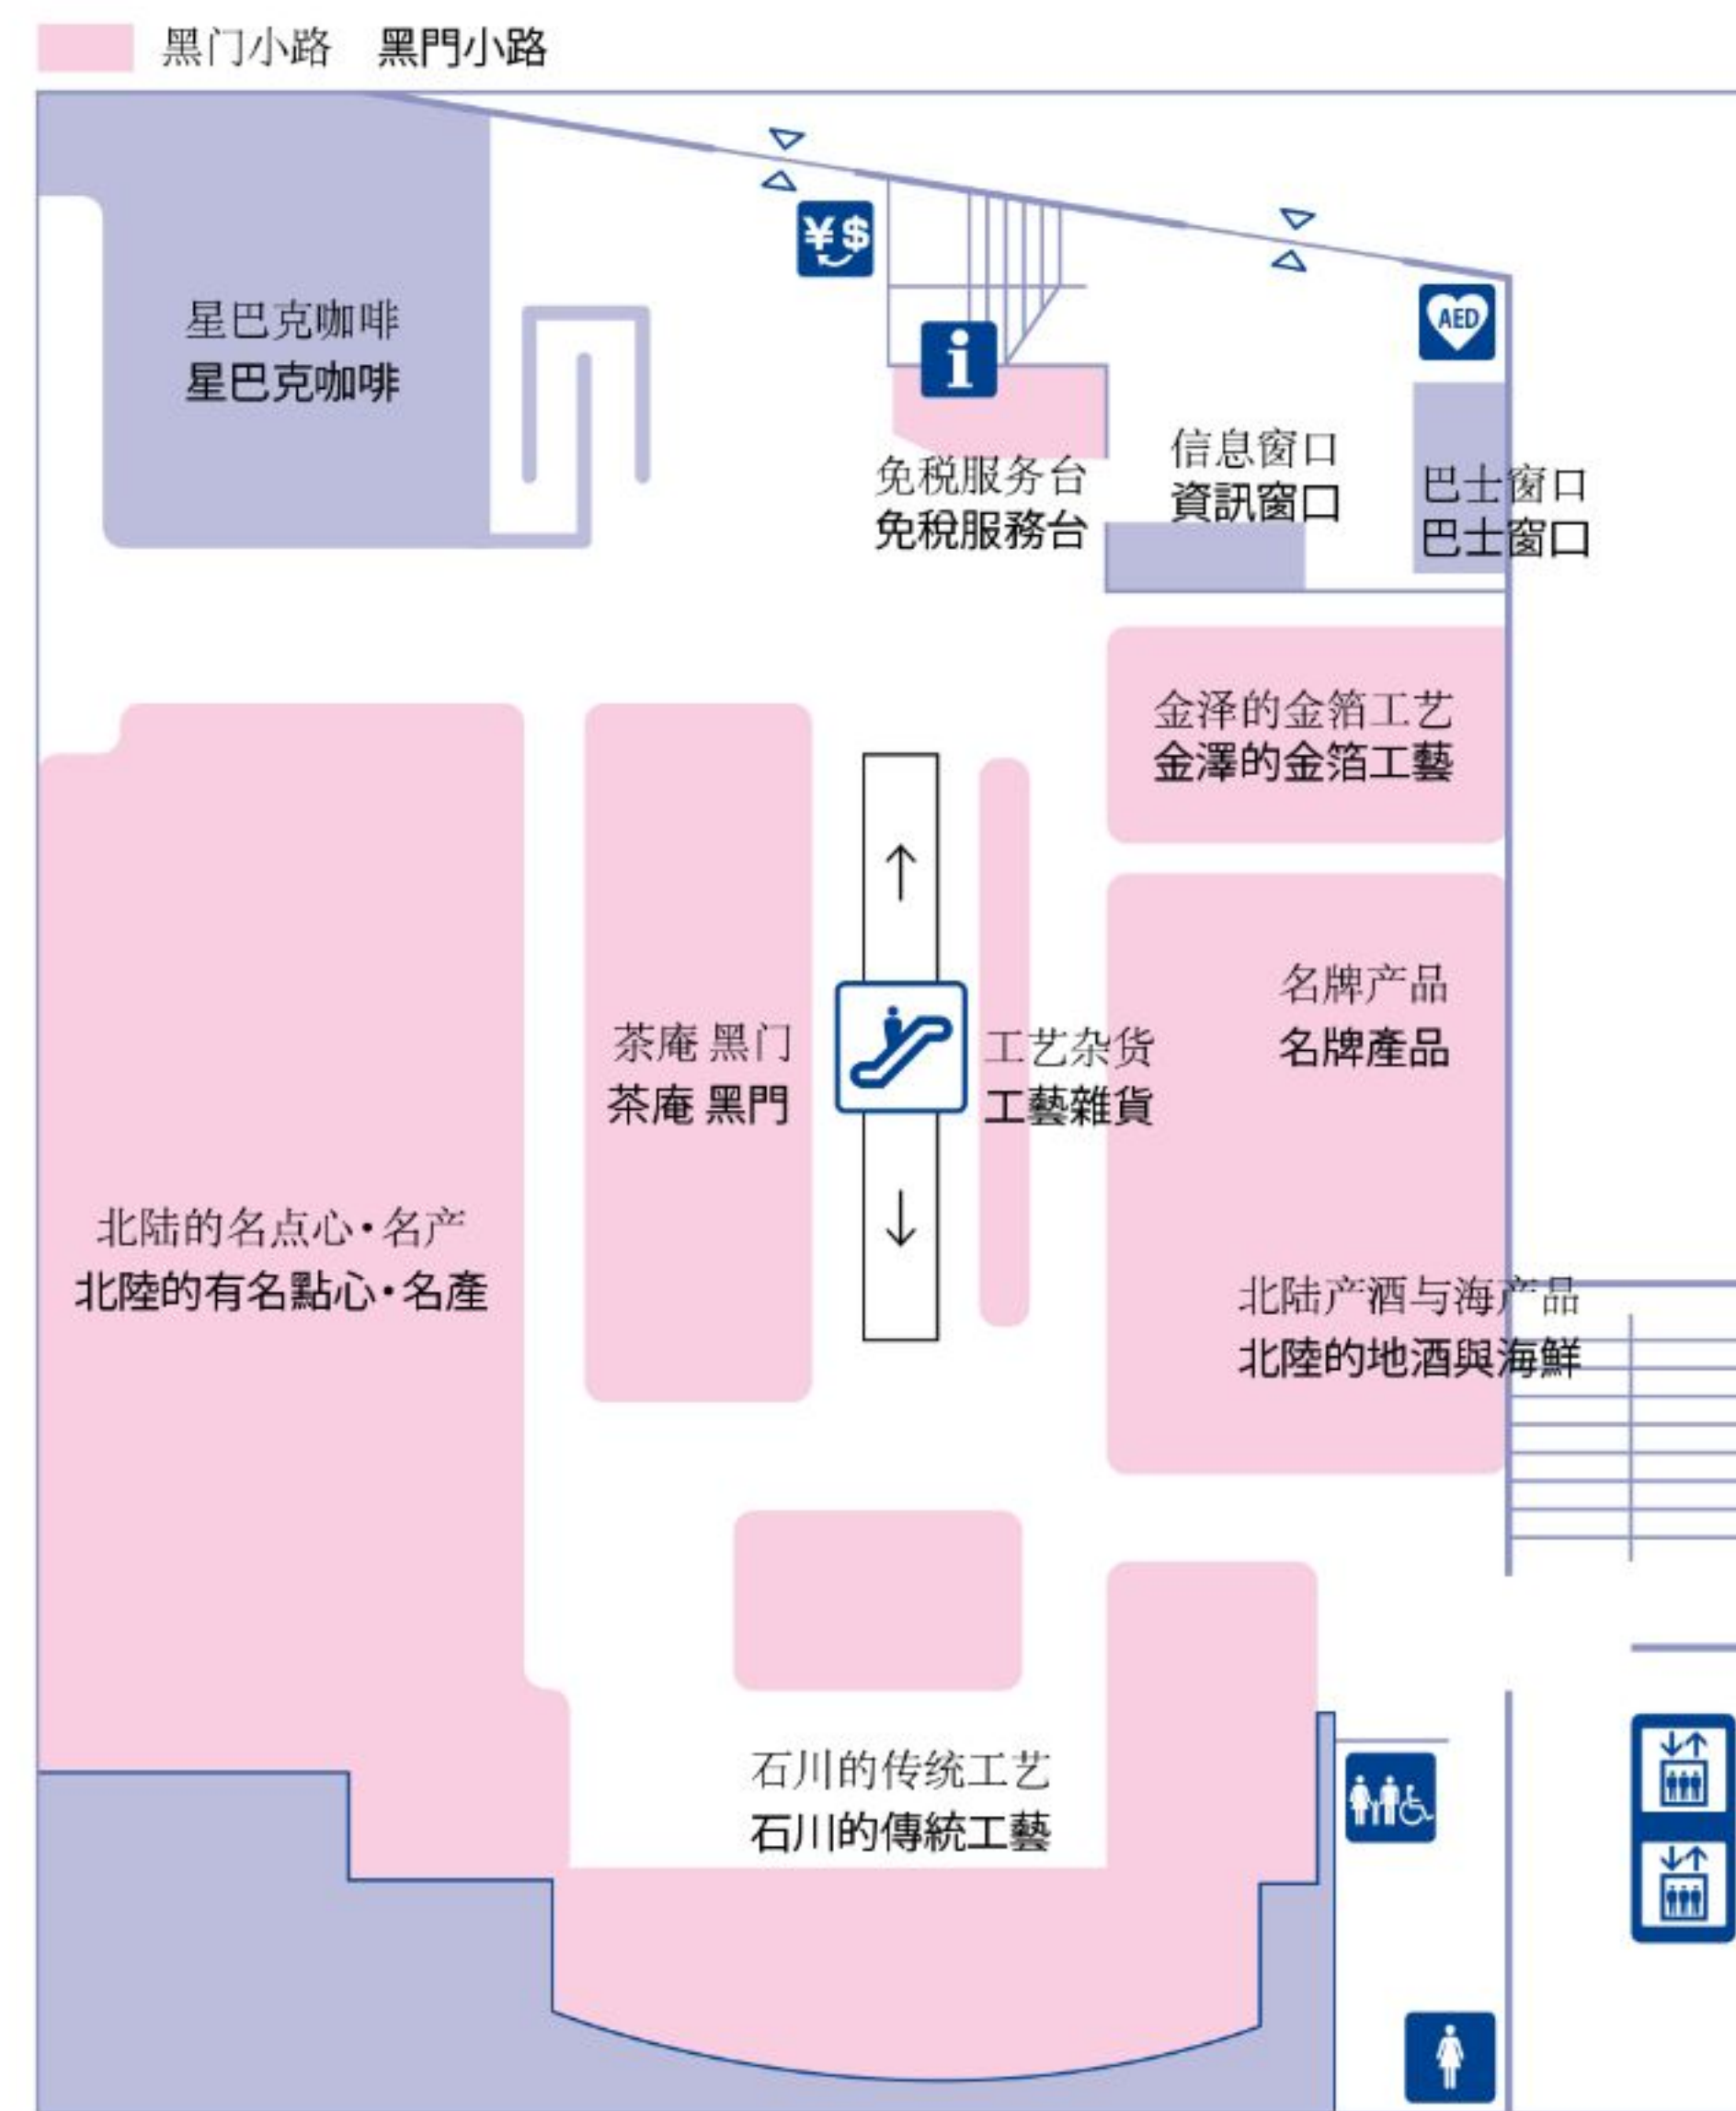 黑门小路 黑門小路
¥$
AED
i
星巴克咖啡
星巴克咖啡
信息窗口
資訊窗口
免税服务台
免稅服務台
巴士窗口
巴士窗口
金泽的金箔工艺
金澤的金箔工藝
名牌产品
名牌產品
茶庵 黑门
茶庵 黑門
工艺杂货
工藝雜貨
北陆的名点心·名产
北陸的有名點心·名產
北陆产酒与海产品
北陸的地酒與海鮮
石川的传统工艺
石川的傳統工藝